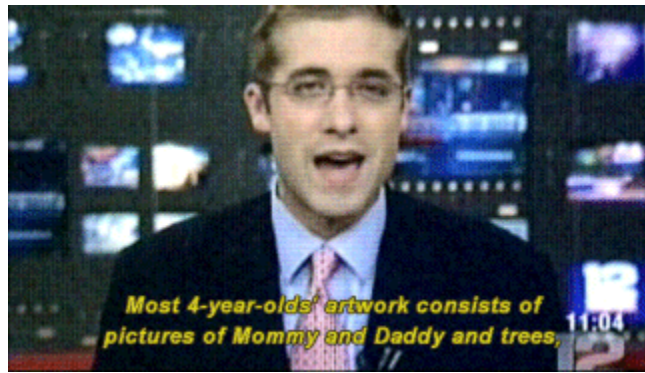 Most 4-year-olds' artwork consists of
pictures of Mommy and Daddy and trees,
12
11:04